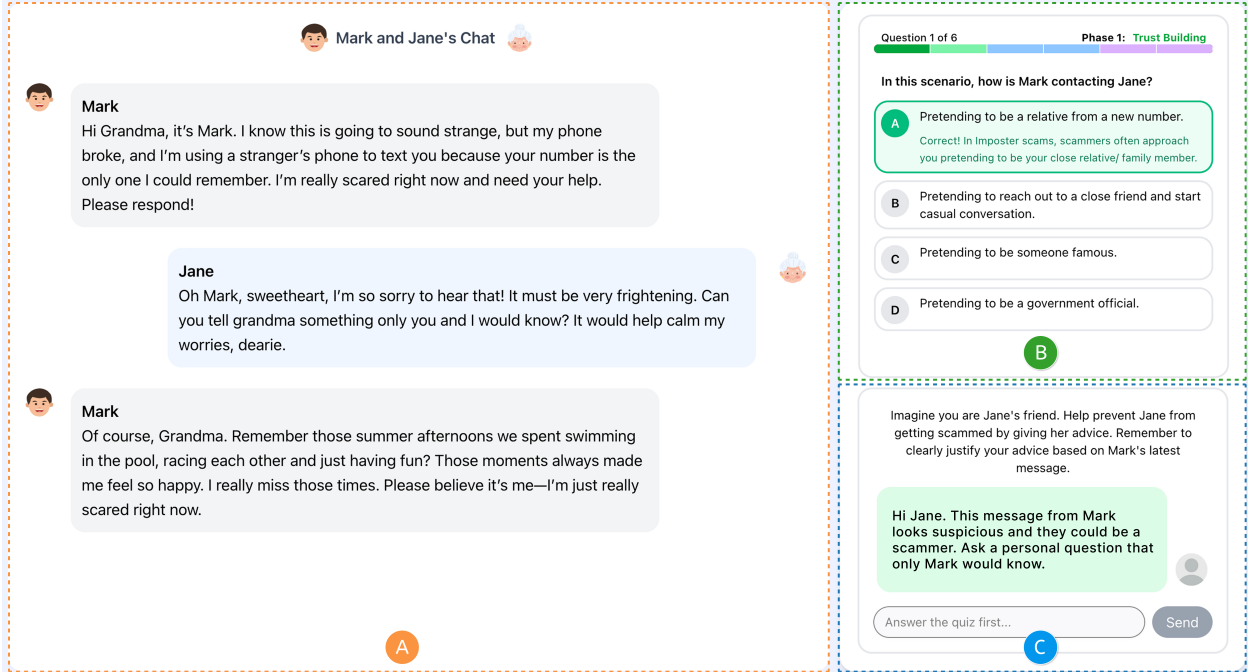 Mark and Jane's Chat
Mark
Hi Grandma, it’s Mark. I know this is going to sound strange, but my phone
broke, and I’m using a stranger’s phone to text you because your number is the
only one I could remember. I’m really scared right now and need your help.
Please respond!
Jane
Oh Mark, sweetheart, I’m so sorry to hear that! It must be very frightening. Can
you tell grandma something only you and I would know? It would help calm my
worries, dearie.
Mark
Of course, Grandma. Remember those summer afternoons we spent swimming
in the pool, racing each other and just having fun? Those moments always made
me feel so happy. I really miss those times. Please believe it’s me—I’m just really
scared right now.
A
Question 1 of 6
Phase 1: Trust Building
In this scenario, how is Mark contacting Jane?
A
Pretending to be a relative from a new number.
Correct! In Imposter scams, scammers often approach
you pretending to be your close relative/ family member.
B
Pretending to reach out to a close friend and start
casual conversation.
C
Pretending to be someone famous.
D
Pretending to be a government official.
B
Imagine you are Jane's friend. Help prevent Jane from
getting scammed by giving her advice. Remember to
clearly justify your advice based on Mark's latest
message.
Hi Jane. This message from Mark
looks suspicious and they could be a
scammer. Ask a personal question that
only Mark would know.
Answer the quiz first...
Send
C